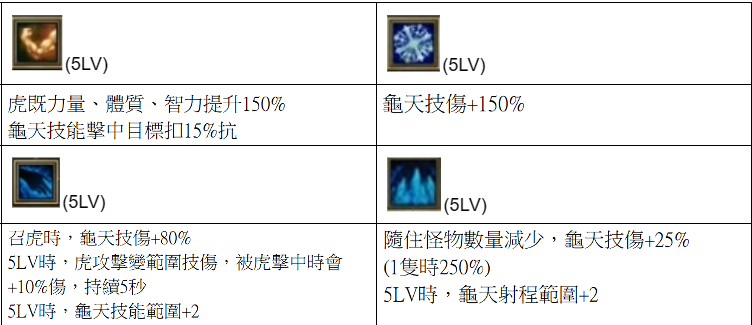 (5LV)
(5LV)
虎既力量、體質、智力提升150%
龜天技能擊中目標扣15%抗
龜天技傷+150%
(5LV)
(5LV)
召虎時，龜天技傷+80%
5LV時，虎攻擊變範圍技傷，被虎擊中時會
+10%傷，持續5秒
5LV時，龜天技能範圍+2
隨住怪物數量減少，龜天技傷+25%
(1隻時250%)
5LV時，龜天射程範圍+2